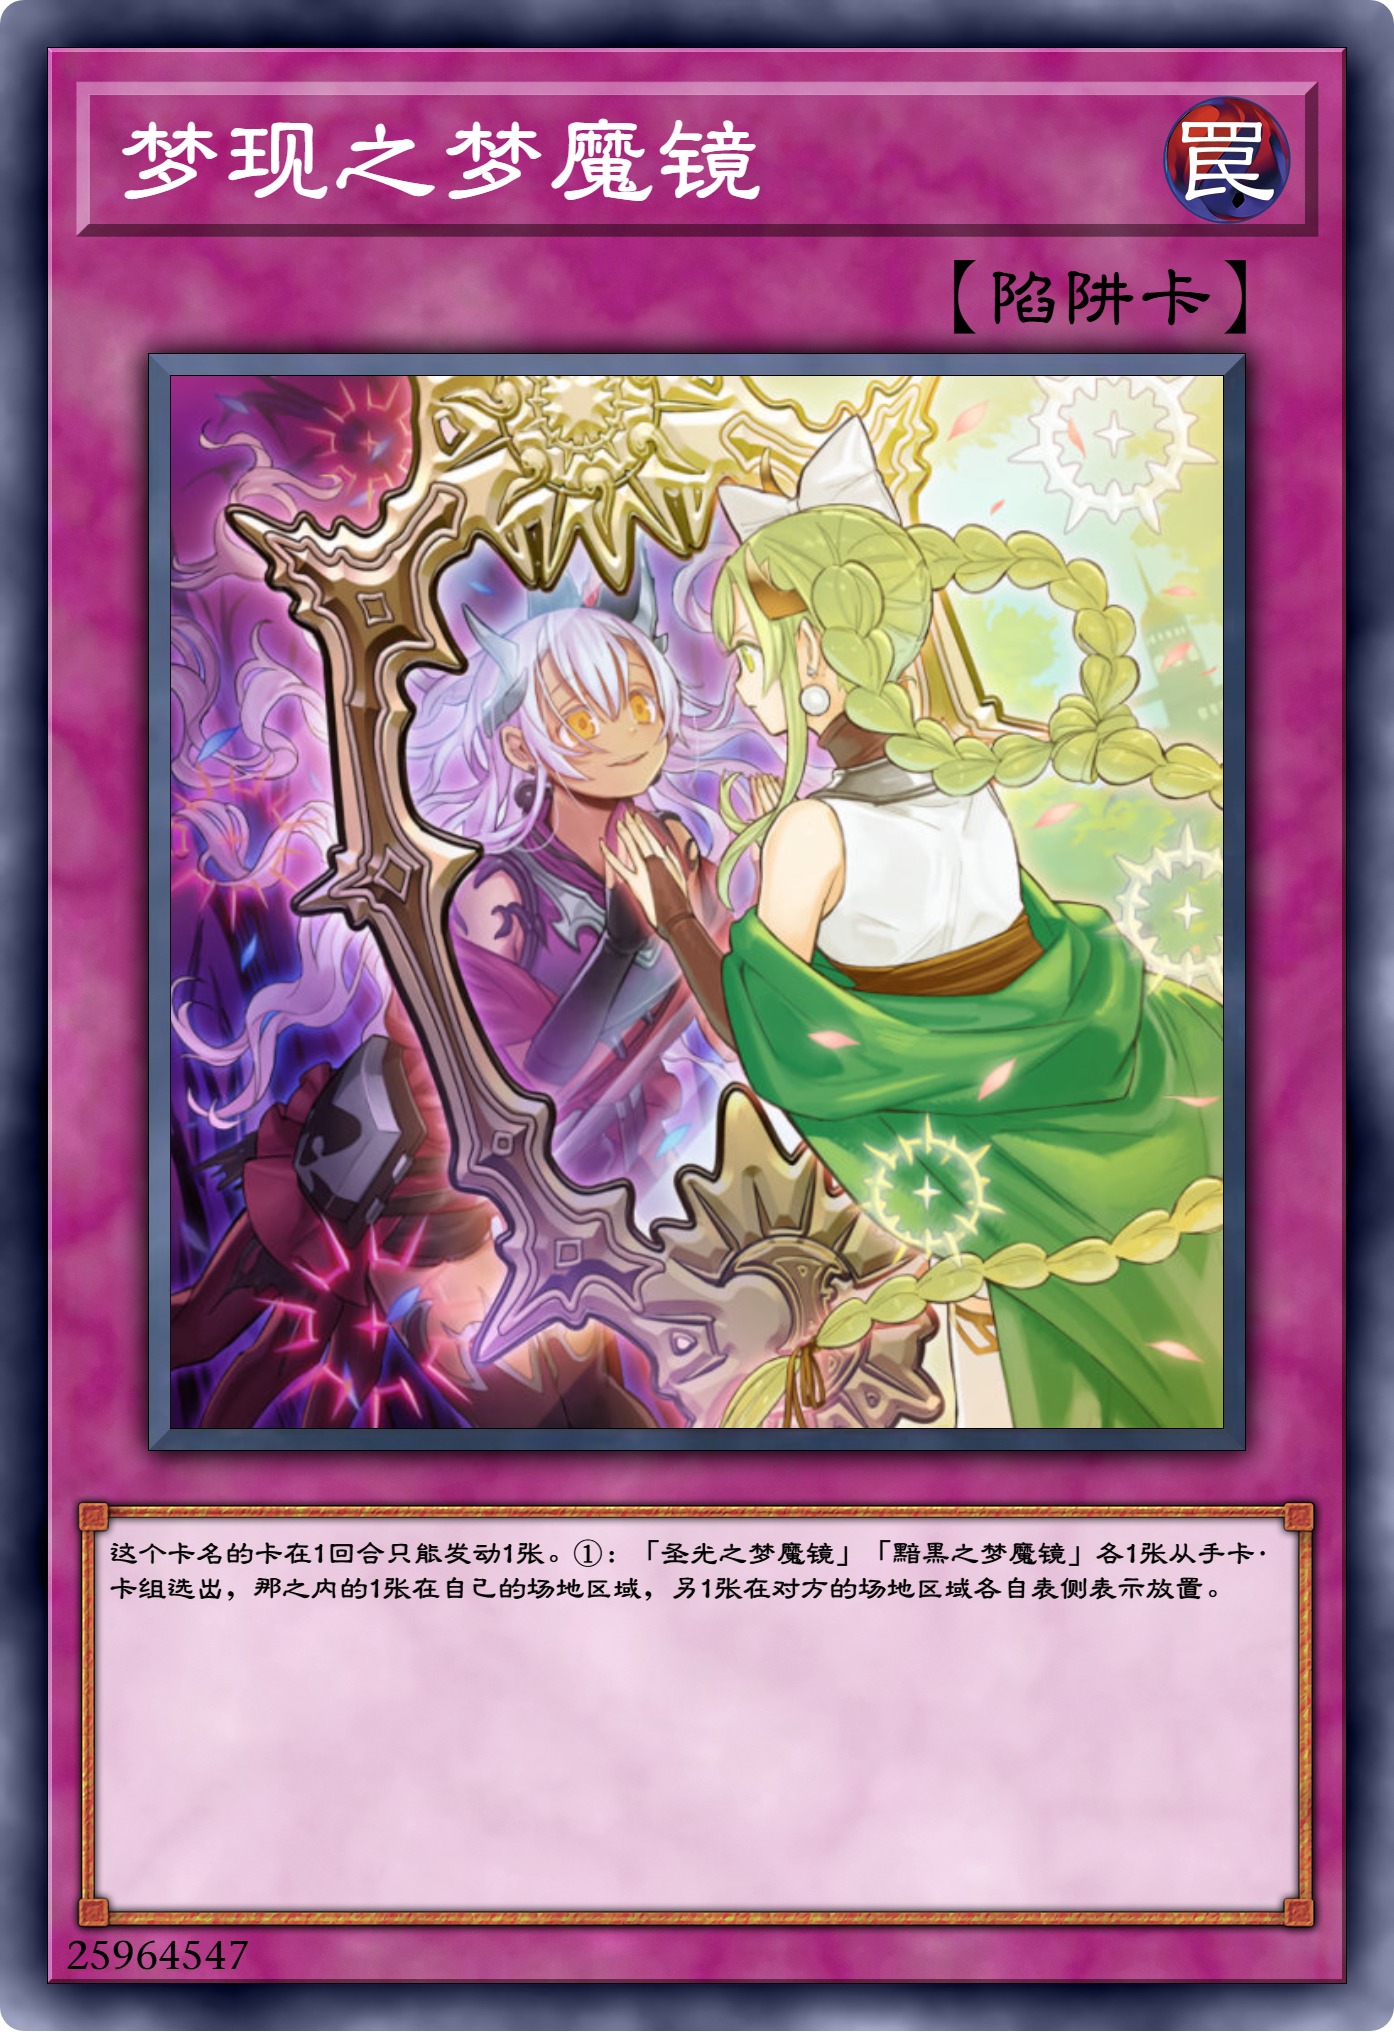 梦现之梦魔镜
罠
【陷阱卡】
这个卡名的卡在1回合只能发动1张。①：「圣光之梦魔镜」「黯黑之梦魔镜」各1张从手卡·
卡组选出，那之内的1张在自己的场地区域，另1张在对方的场地区域各自表侧表示放置。
25964547